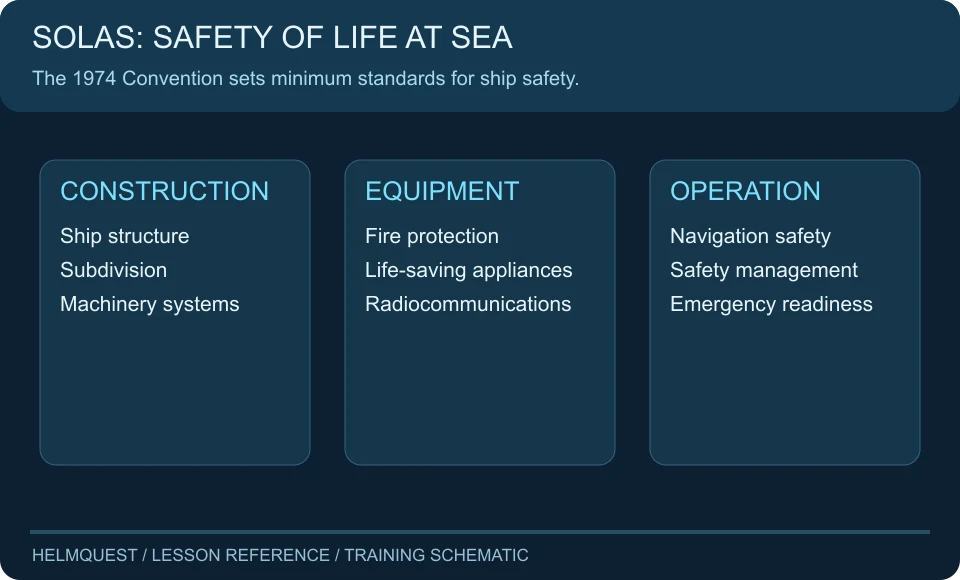 SOLAS: SAFETY OF LIFE AT SEA
The 1974 Convention sets minimum standards for ship safety.
CONSTRUCTION
Ship structure
Subdivision
Machinery systems
EQUIPMENT
Fire protection
Life-saving appliances
Radiocommunications
OPERATION
Navigation safety
Safety management
Emergency readiness
HELMQUEST / LESSON REFERENCE / TRAINING SCHEMATIC